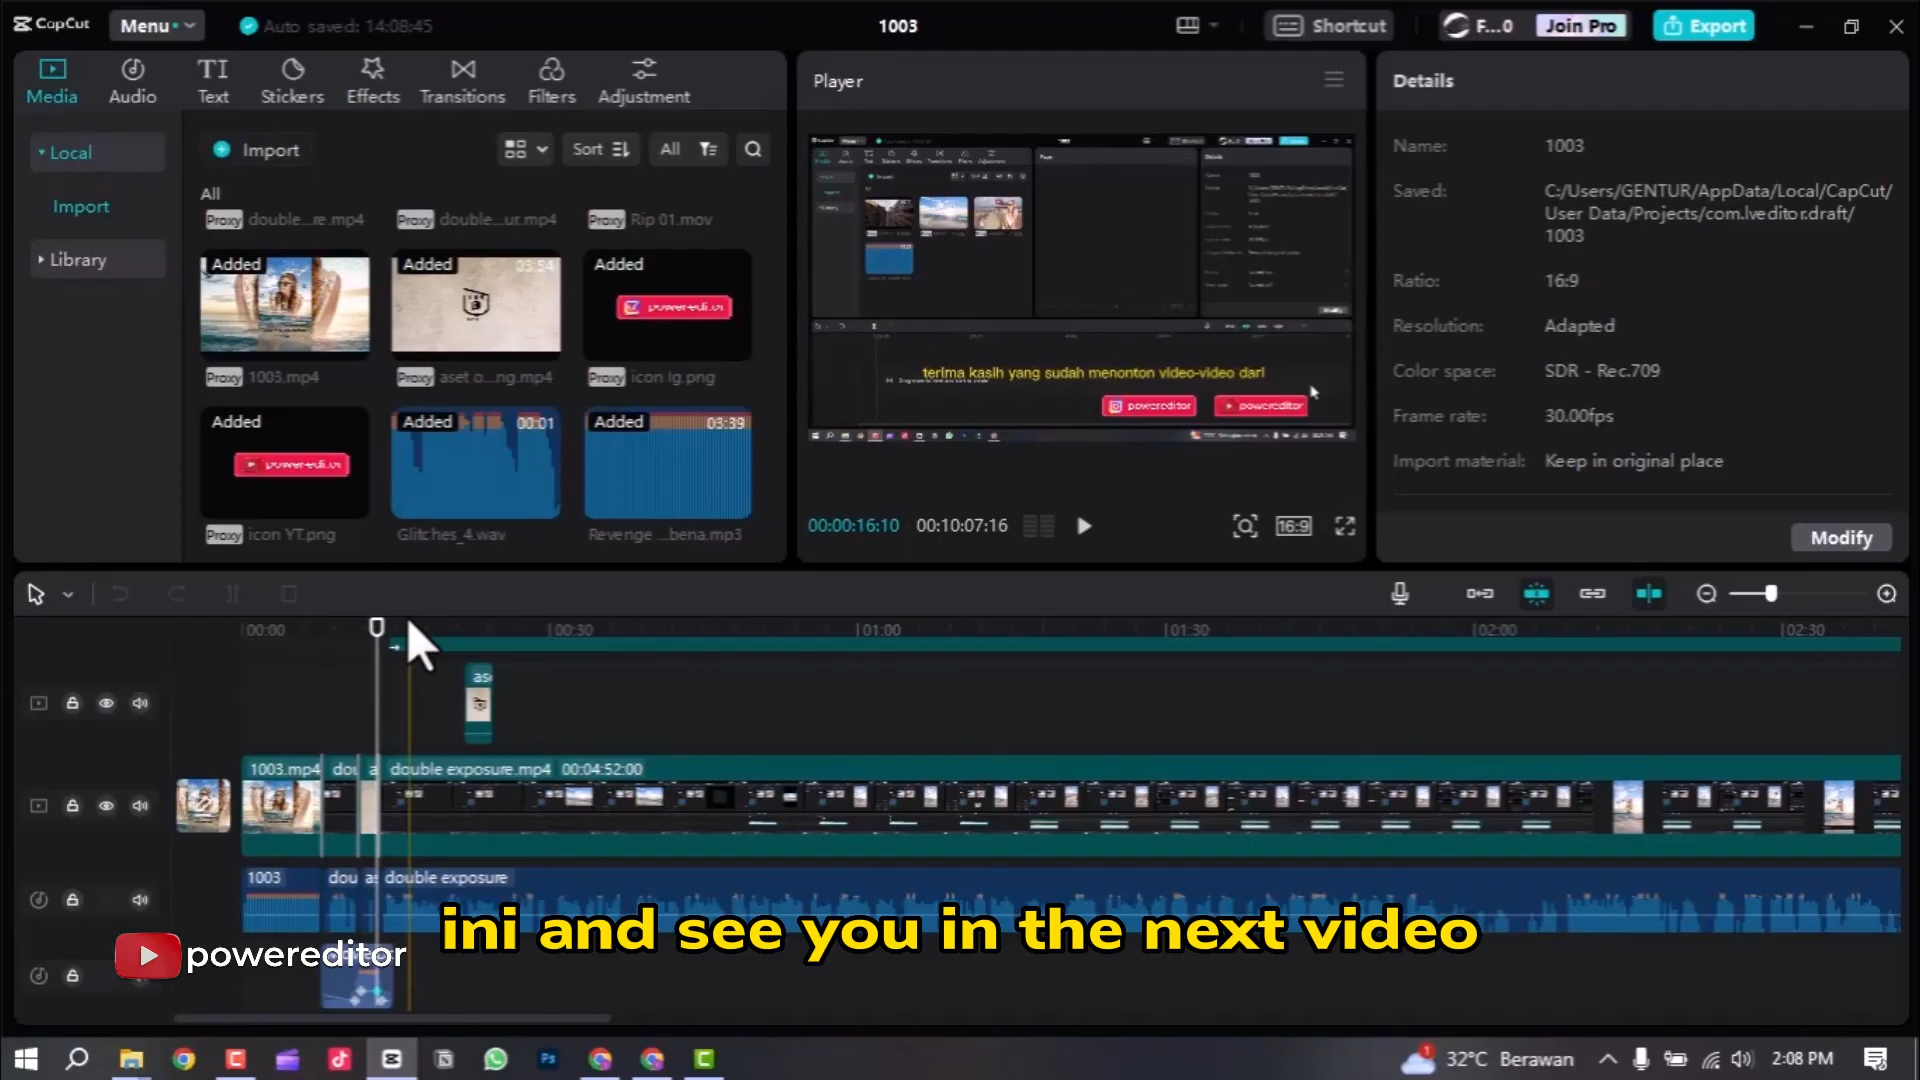 CapCut
Menu
Auto saved: 14:08:45
1003
Shortcut
F...0
Join Pro
Export
Media
Audio
Text
Stickers
Effects
Transitions
Filters
Adjustment
Player
Details
Local
Import
Library
Import
Sort
All
All
Proxy double...re.mp4
Proxy double...ur.mp4
Proxy Rip 01.mov
Added
Added 03:54
Added
Proxy 1003.mp4
Proxy aset o...ng.mp4
Proxy icon Ig.png
Added
Added 00:01
Added 03:39
Proxy icon YT.png
Glitches_4.wav
Revenge ...bena.mp3
terima kasih yang sudah menonton video-video dari
powereditor
powereditor
00:00:16:10
00:10:07:16
16:9
Name: 1003
Saved: C:/Users/GENTUR/AppData/Local/CapCut/
User Data/Projects/com.lveditor.draft/
1003
Ratio: 16:9
Resolution: Adapted
Color space: SDR - Rec.709
Frame rate: 30.00fps
Import material: Keep in original place
Modify
00:00
00:30
01:00
01:30
02:00
02:30
ase
1003.mp4
dou
a
double exposure.mp4 00:04:52:00
1003
dou
as
double exposure
ini and see you in the next video
powereditor
32°C Berawan
2:08 PM